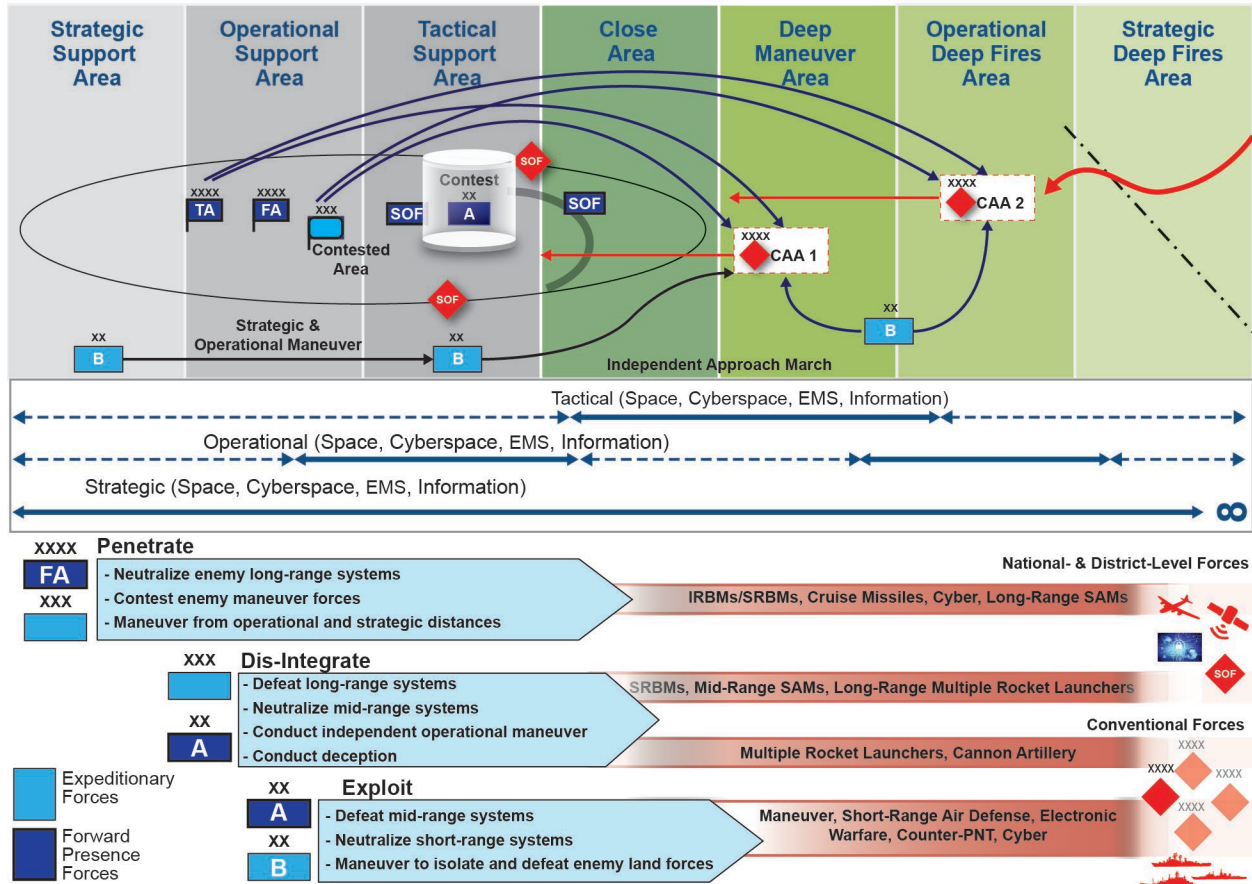 Strategic
Support
Area
Operational
Support
Area
Tactical
Support
Area
Close
Area
Deep
Maneuver
Area
Operational
Deep Fires
Area
Strategic
Deep Fires
Area
XXXX
TA
XXXX
FA
XXX
Contested
Area
SOF
Contest
XX
A
SOF
SOF
SOF
XXXX
CAA 1
XXXX
CAA 2
XX
B
Strategic &
Operational Maneuver
XX
B
XX
B
Independent Approach March
Tactical (Space, Cyberspace, EMS, Information)
Operational (Space, Cyberspace, EMS, Information)
Strategic (Space, Cyberspace, EMS, Information)
∞
XXXX
FA
XXX
Penetrate
- Neutralize enemy long-range systems
- Contest enemy maneuver forces
- Maneuver from operational and strategic distances
National- & District-Level Forces
IRBMs/SRBMs, Cruise Missiles, Cyber, Long-Range SAMs
XXX
XX
A
Dis-Integrate
- Defeat long-range systems
- Neutralize mid-range systems
- Conduct independent operational maneuver
- Conduct deception
SRBMs, Mid-Range SAMs, Long-Range Multiple Rocket Launchers
SOF
Conventional Forces
Multiple Rocket Launchers, Cannon Artillery
XXXX
XXXX
XXXX
XXXX
XX
A
XX
B
Exploit
- Defeat mid-range systems
- Neutralize short-range systems
- Maneuver to isolate and defeat enemy land forces
Maneuver, Short-Range Air Defense, Electronic
Warfare, Counter-PNT, Cyber
Expeditionary
Forces
Forward
Presence
Forces